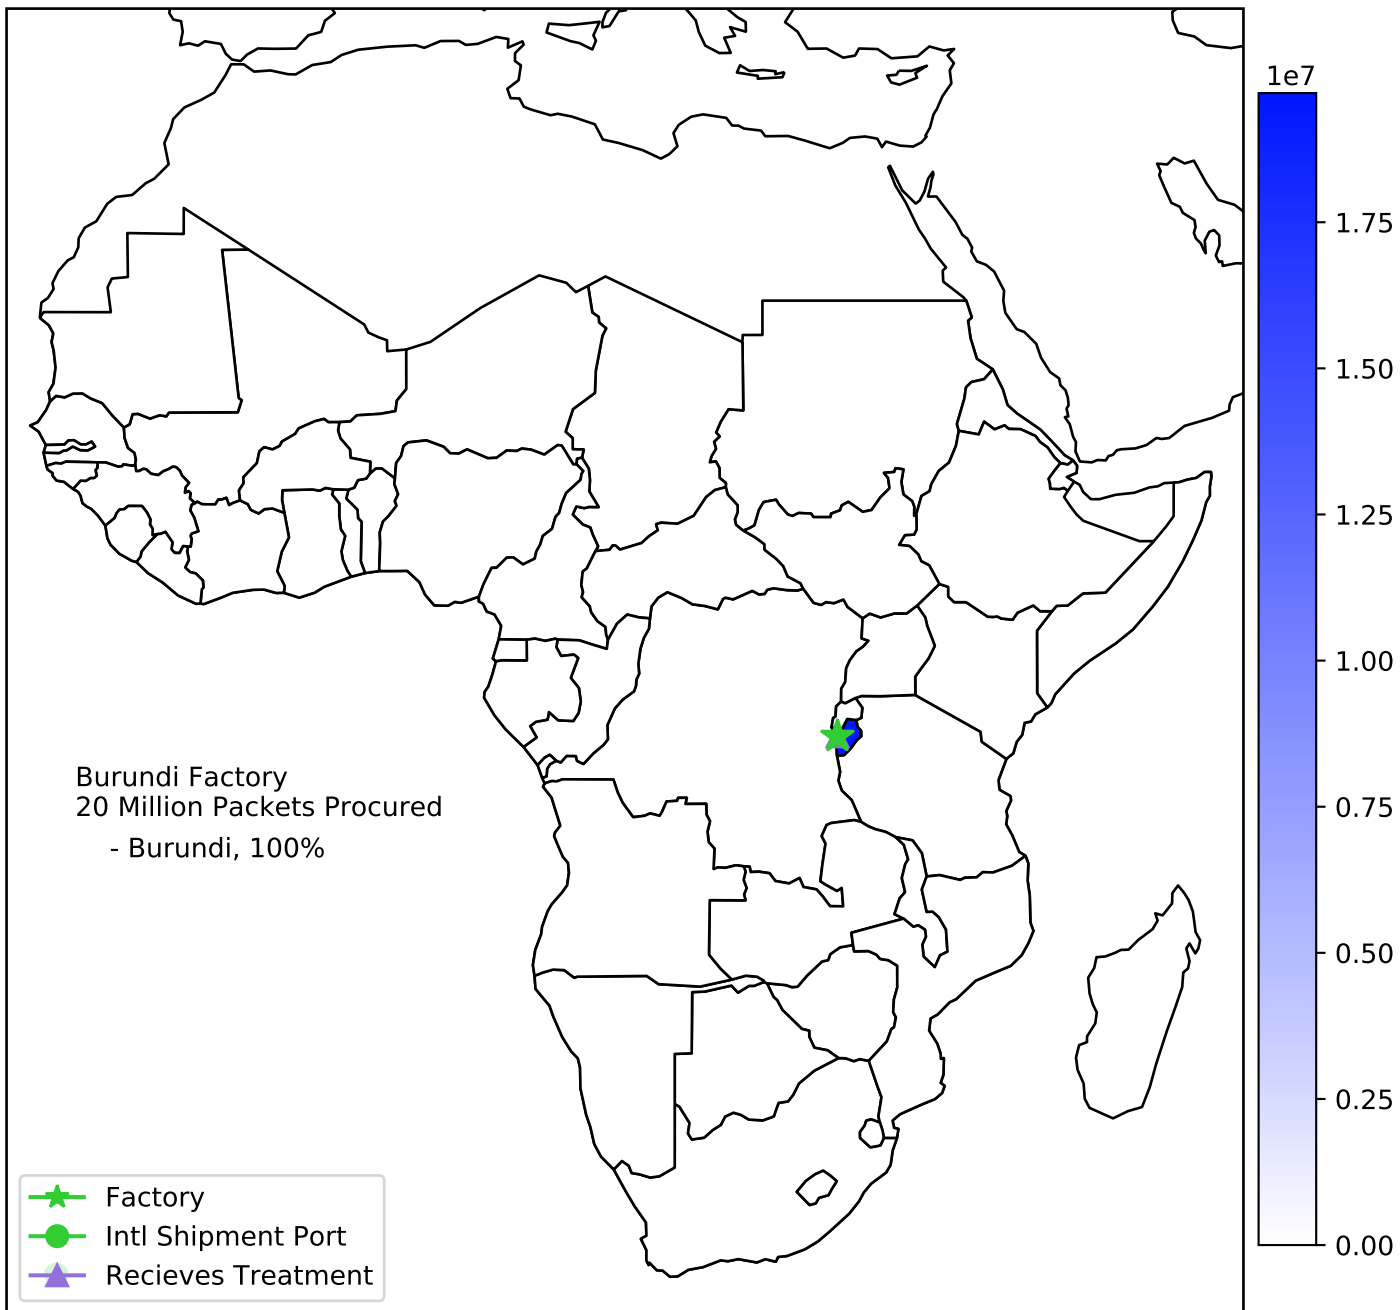 1e7
1.75
1.50
1.25
1.00
0.75
0.50
0.25
0.00
Burundi Factory
20 Million Packets Procured
- Burundi, 100%
Factory
Intl Shipment Port
Recieves Treatment